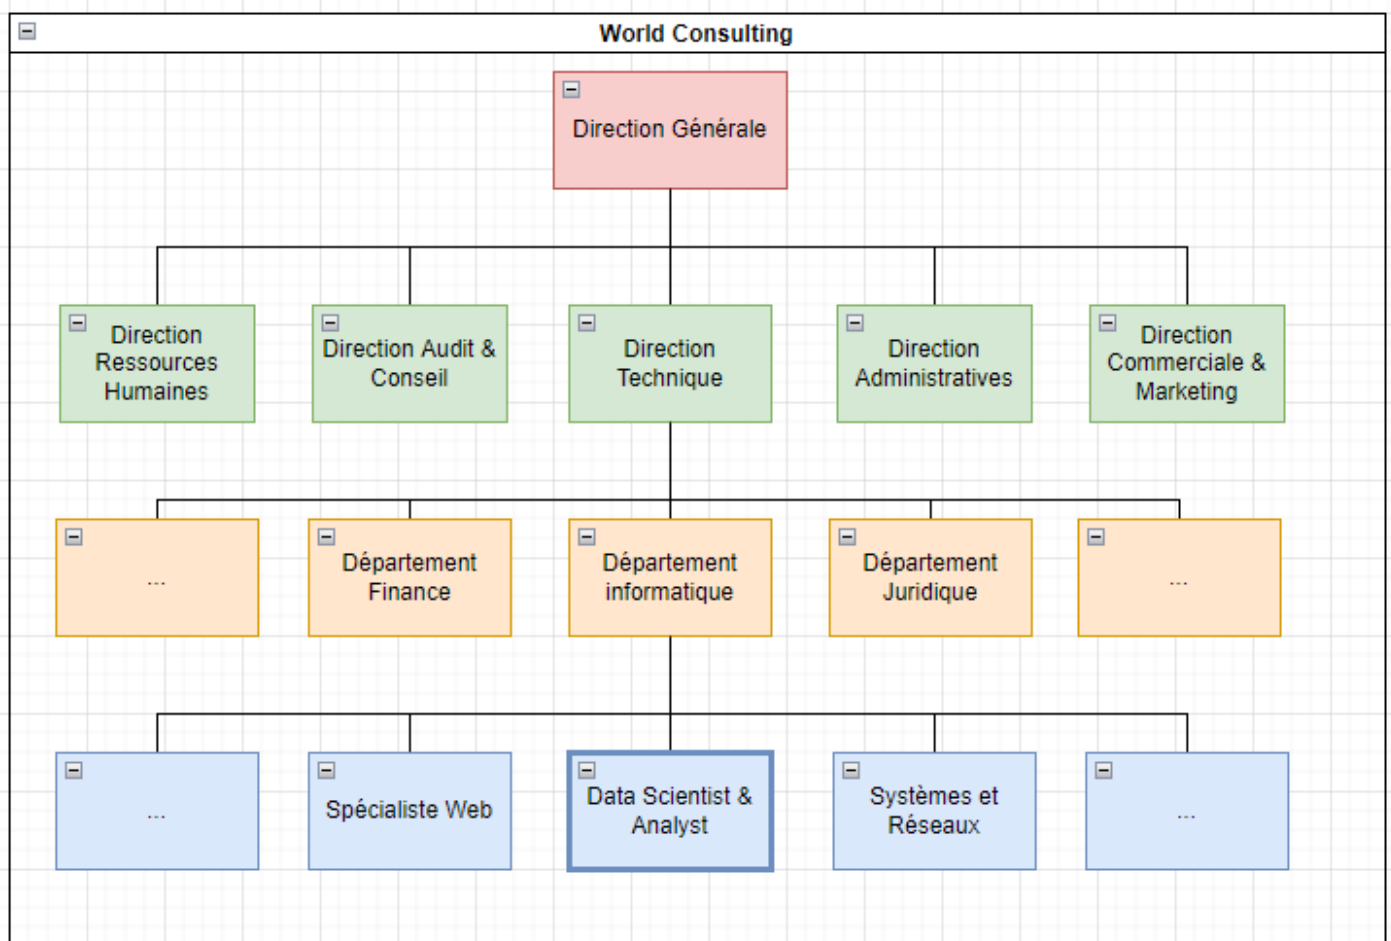 World Consulting
Direction Générale
Direction
Ressources
Humaines
Direction Audit &
Conseil
Direction
Technique
Direction
Administratives
Direction
Commerciale &
Marketing
...
Département
Finance
Département
informatique
Département
Juridique
...
...
Spécialiste Web
Data Scientist &
Analyst
Systèmes et
Réseaux
...